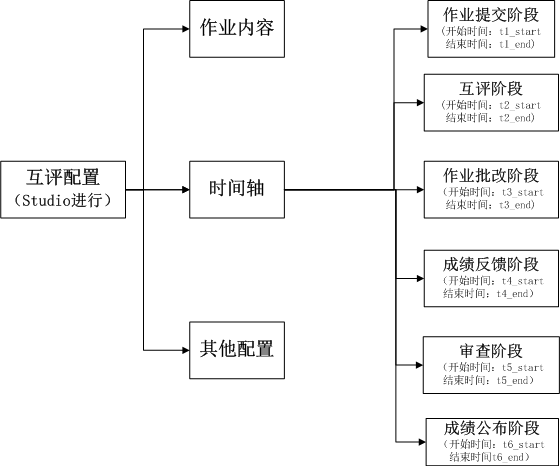 互评配置
（Studio进行）
作业内容
时间轴
其他配置
作业提交阶段
(开始时间：t1_start
结束时间：t1_end)
互评阶段
(开始时间：t2_start
结束时间：t2_end)
作业批改阶段
（开始时间：t3_start
结束时间：t3_end)
成绩反馈阶段
（开始时间：t4_start
结束时间：t4_end）
审查阶段
（开始时间：t5_start
结束时间：t5_end）
成绩公布阶段
（开始时间：t6_start
结束时间t6_end）